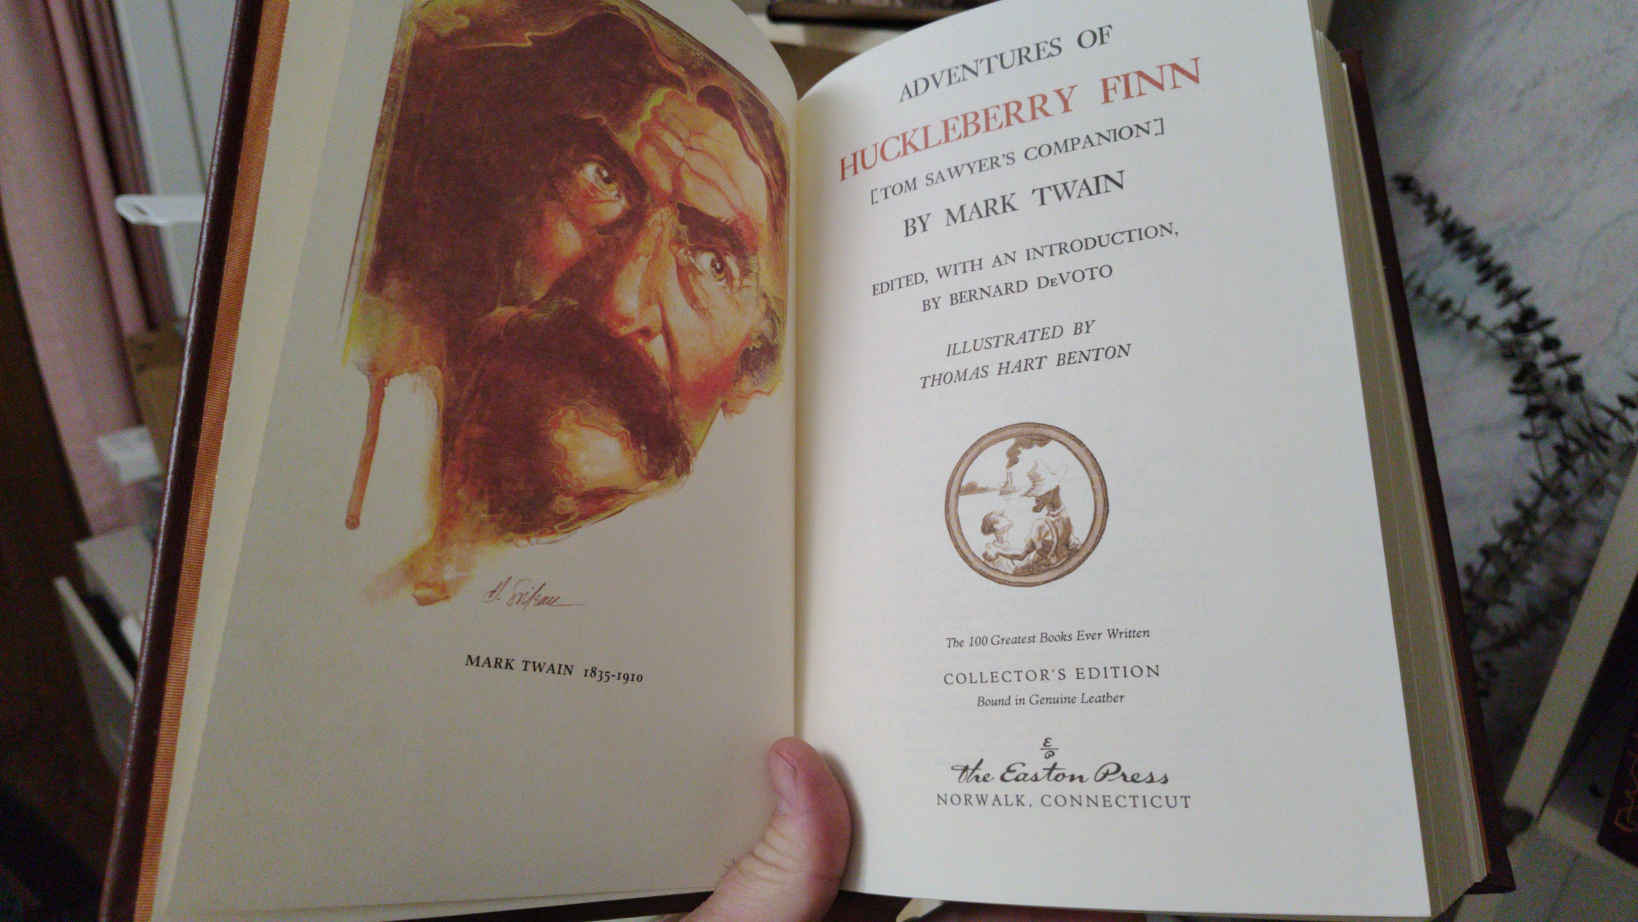 MARK TWAIN 1835-1910
ADVENTURES OF
HUCKLEBERRY FINN
[TOM SAWYER'S COMPANION]
BY MARK TWAIN
EDITED, WITH AN INTRODUCTION,
BY BERNARD DeVOTO
ILLUSTRATED BY
THOMAS HART BENTON
The 100 Greatest Books Ever Written
COLLECTOR'S EDITION
Bound in Genuine Leather
The Easton Press
NORWALK, CONNECTICUT